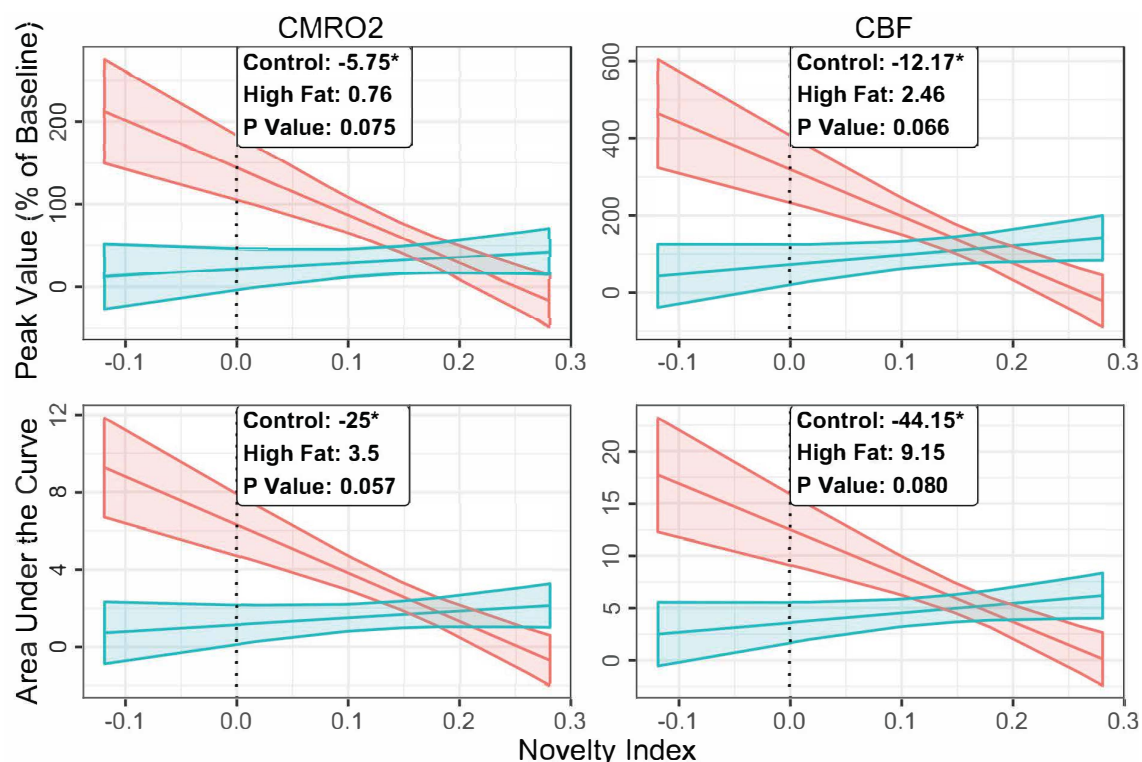 CMRO2
CBF
Peak Value (% of Baseline)
200
100
0
Control: -5.75*
High Fat: 0.76
P Value: 0.075
-0.1
0.0
0.1
0.2
0.3
600
400
200
0
Control: -12.17*
High Fat: 2.46
P Value: 0.066
-0.1
0.0
0.1
0.2
0.3
Area Under the Curve
12
8
4
0
Control: -25*
High Fat: 3.5
P Value: 0.057
-0.1
0.0
0.1
0.2
0.3
20
15
10
5
0
Control: -44.15*
High Fat: 9.15
P Value: 0.080
-0.1
0.0
0.1
0.2
0.3
Novelty Index